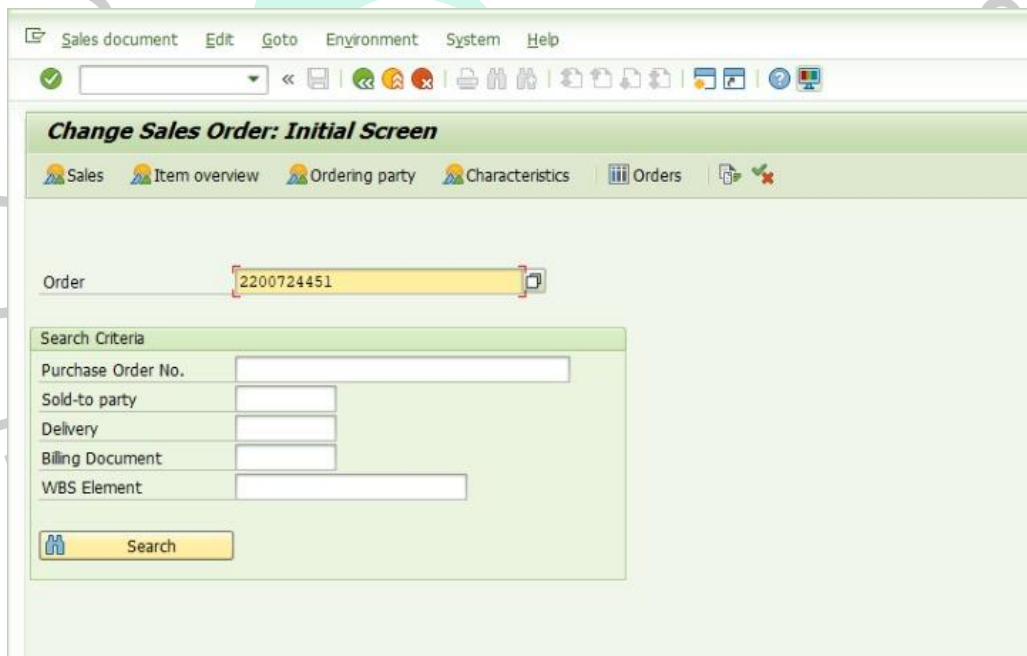 Sales document Edit Goto Environment System Help
Change Sales Order: Initial Screen
Sales Item overview Ordering party Characteristics Orders
Order 2200724451
Search Criteria
Purchase Order No.
Sold-to party
Delivery
Billing Document
WBS Element
Search